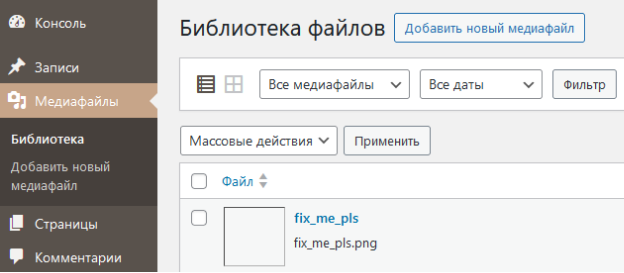 Консоль
Записи
Медиафайлы
Библиотека
Добавить новый
медиафайл
Страницы
Комментарии
Библиотека файлов Добавить новый медиафайл
Все медиафайлы Все даты Фильтр
Массовые действия Применить
Файл
fix_me_pls
fix_me_pls.png